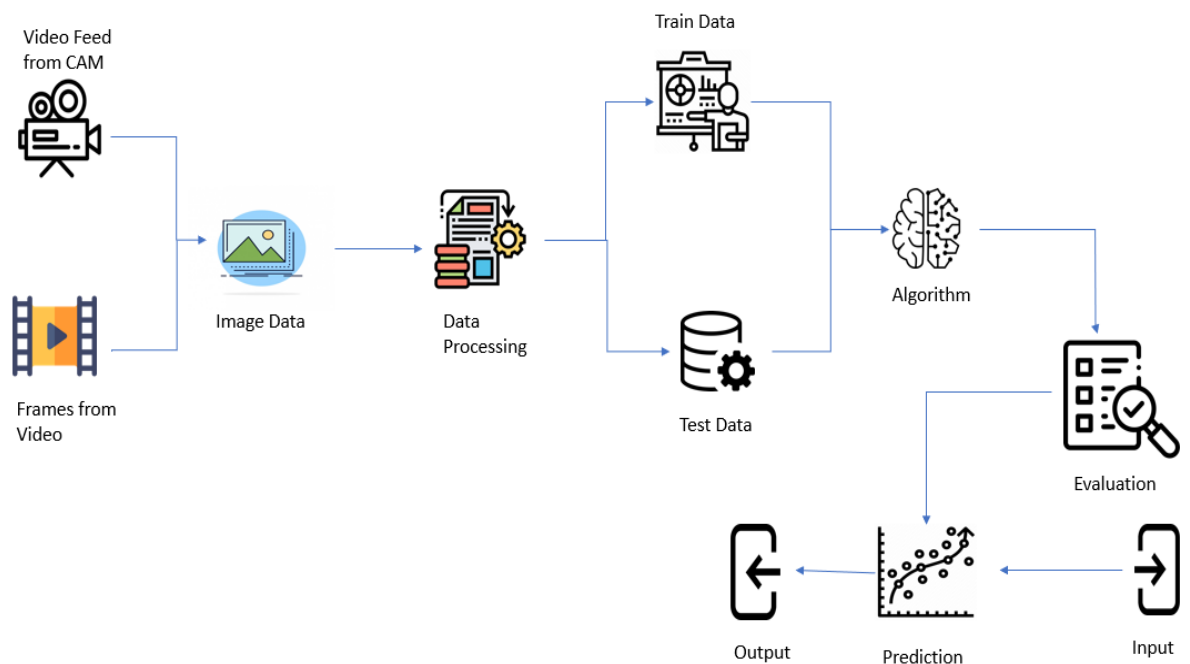 Video Feed
from CAM
Train Data
Image Data
Data
Processing
Algorithm
Frames from
Video
Test Data
Evaluation
Output
Prediction
Input